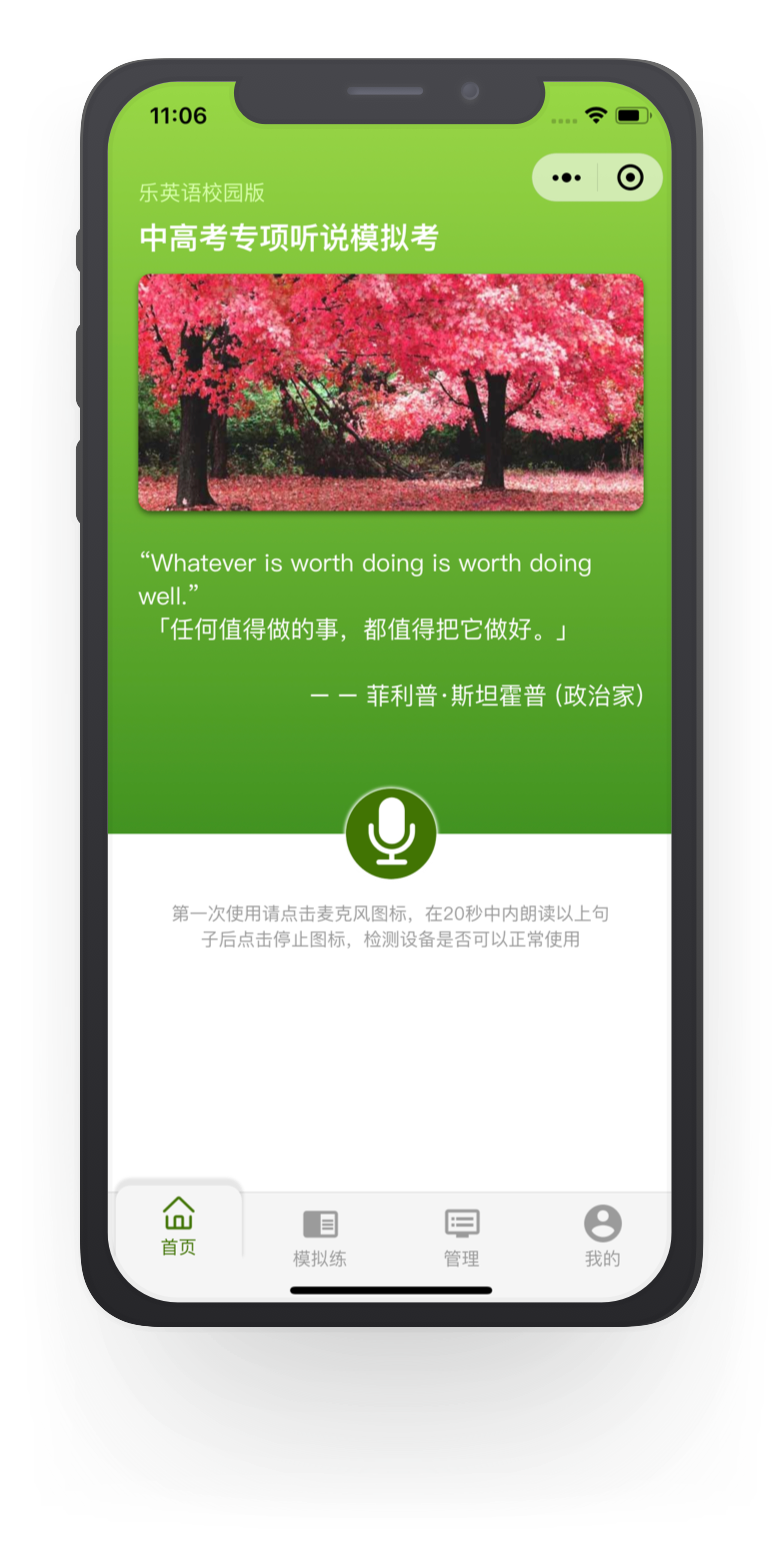 11:06
乐英语校园版
中高考专项听说模拟考
“Whatever is worth doing is worth doing
well.”
「任何值得做的事，都值得把它做好。」
－－ 菲利普·斯坦霍普 (政治家)
第一次使用请点击麦克风图标，在20秒中内朗读以上句
子后点击停止图标，检测设备是否可以正常使用
首页
模拟练
管理
我的